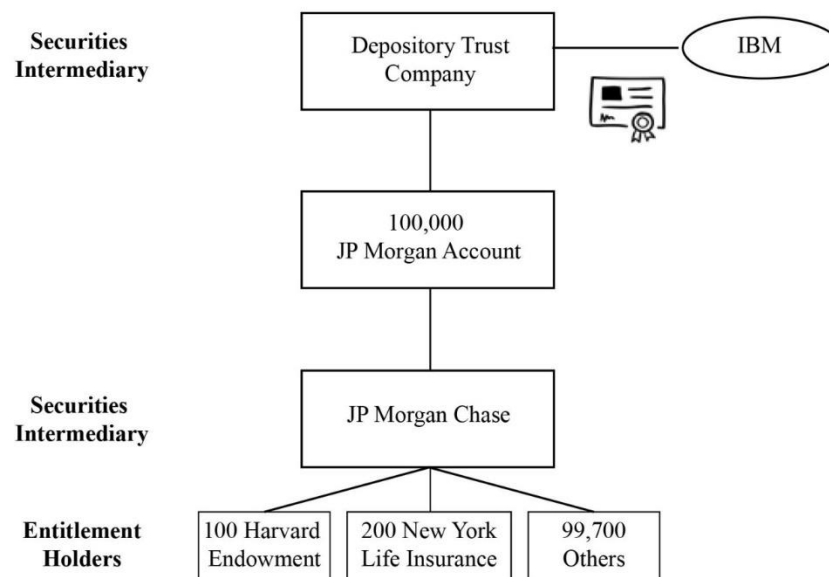 Securities
Intermediary
Depository Trust
Company
IBM
100,000
JP Morgan Account
Securities
Intermediary
JP Morgan Chase
Entitlement
Holders
100 Harvard
Endowment
200 New York
Life Insurance
99,700
Others